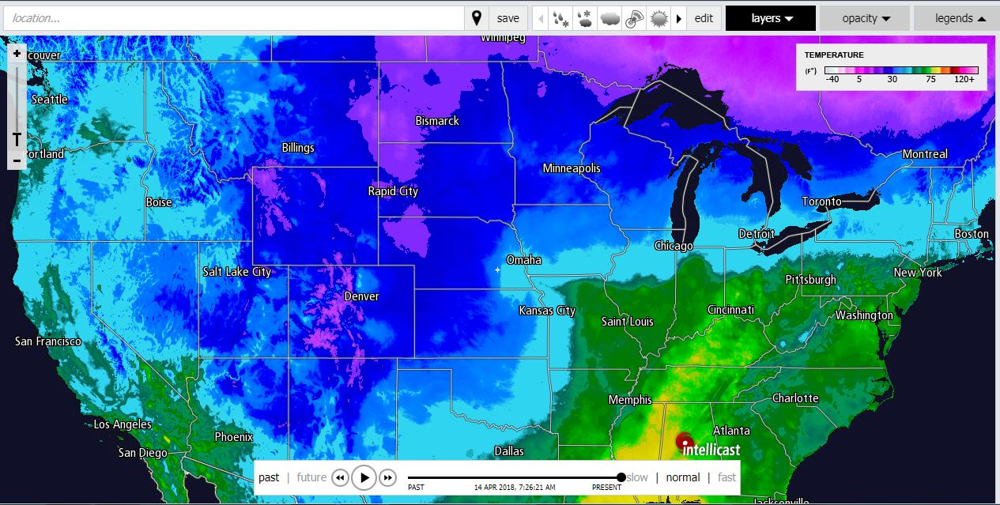 location...
save
edit
layers
opacity
legends
Winnipeg
TEMPERATURE
(F°)
-40 5 30 75 120+
Seattle
Bismarck
Billings
Montreal
Minneapolis
Rapid City
Boise
Toronto
Detroit
Boston
Chicago
Omaha
Salt Lake City
New York
Pittsburgh
Denver
Kansas City
Cincinnati
Washington
Saint Louis
San Francisco
Memphis
Charlotte
Los Angeles
Phoenix
Atlanta
San Diego
Dallas
intellicast
past | future
slow | normal | fast
PAST 14 APR 2018, 7:26:21 AM PRESENT